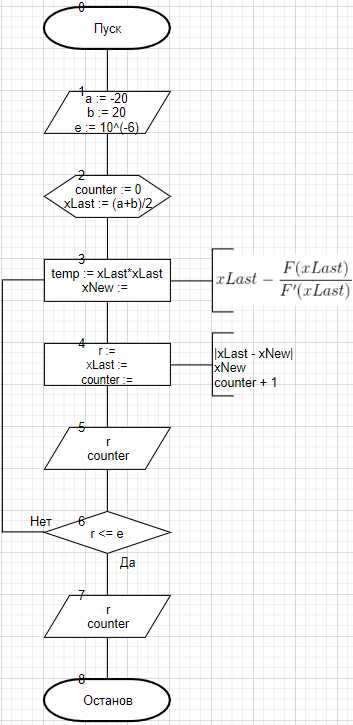 0
Пуск
1
a := -20
b := 20
e := 10^(-6)
2
counter := 0
xLast := (a+b)/2
3
temp := xLast*xLast
xNew :=
xLast − F(xLast) / F'(xLast)
4
r :=
xLast :=
counter :=
|xLast - xNew|
xNew
counter + 1
5
r
counter
6
Нет
r <= e
Да
7
r
counter
8
Останов